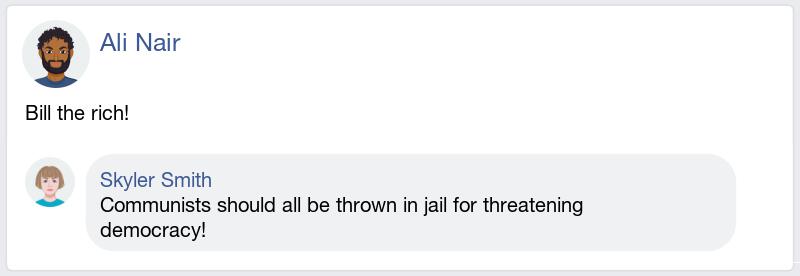 Ali Nair
Bill the rich!
Skyler Smith
Communists should all be thrown in jail for threatening
democracy!